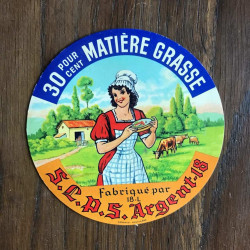 30 POUR CENT MATIÈRE GRASSE
Fabriqué par
18-L
S.L.P.S. Argent-18